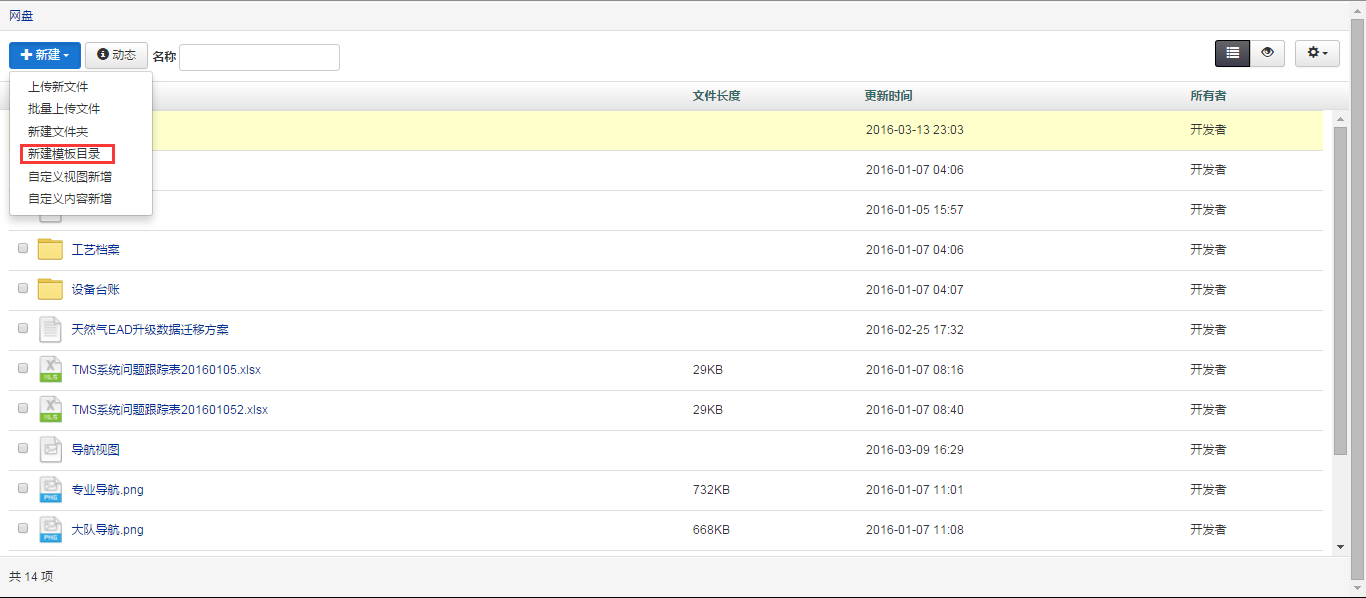 网盘
新建 动态 名称
上传新文件
批量上传文件
新建文件夹
新建模板目录
自定义视图新增
自定义内容新增
文件长度 更新时间 所有者
2016-03-13 23:03 开发者
2016-01-07 04:06 开发者
2016-01-05 15:57 开发者
工艺档案 2016-01-07 04:06 开发者
设备台账 2016-01-07 04:07 开发者
天然气EAD升级数据迁移方案 2016-02-25 17:32 开发者
TMS系统问题跟踪表20160105.xlsx 29KB 2016-01-07 08:16 开发者
TMS系统问题跟踪表201601052.xlsx 29KB 2016-01-07 08:40 开发者
导航视图 2016-03-09 16:29 开发者
专业导航.png 732KB 2016-01-07 11:01 开发者
大队导航.png 668KB 2016-01-07 11:08 开发者
共 14 项